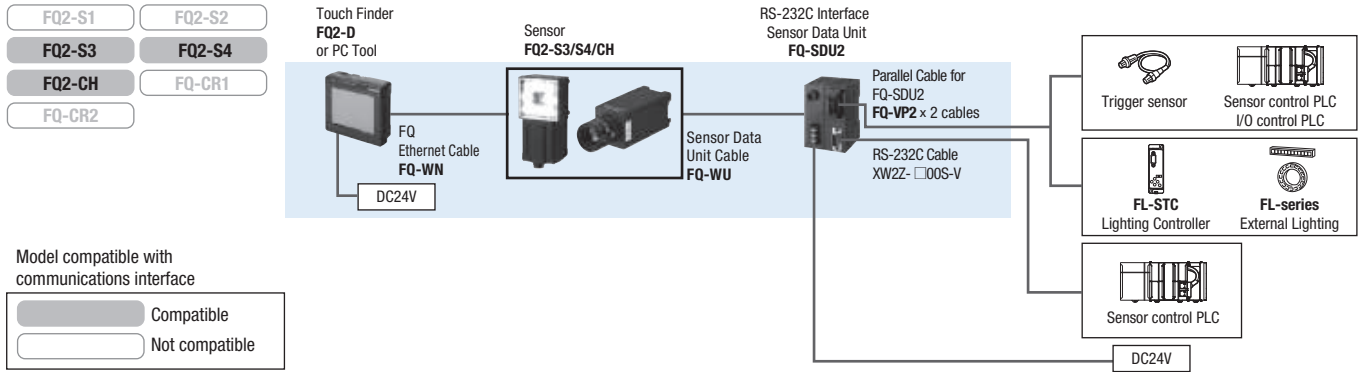 FQ2-S1
FQ2-S2
FQ2-S3
FQ2-S4
FQ2-CH
FQ-CR1
FQ-CR2
Touch Finder
FQ2-D
or PC Tool
Sensor
FQ2-S3/S4/CH
RS-232C Interface
Sensor Data Unit
FQ-SDU2
FQ
Ethernet Cable
FQ-WN
DC24V
Sensor Data
Unit Cable
FQ-WU
Parallel Cable for
FQ-SDU2
FQ-VP2 × 2 cables
RS-232C Cable
XW2Z- □00S-V
Trigger sensor
Sensor control PLC
I/O control PLC
FL-STC
Lighting Controller
FL-series
External Lighting
Sensor control PLC
DC24V
Model compatible with
communications interface
Compatible
Not compatible